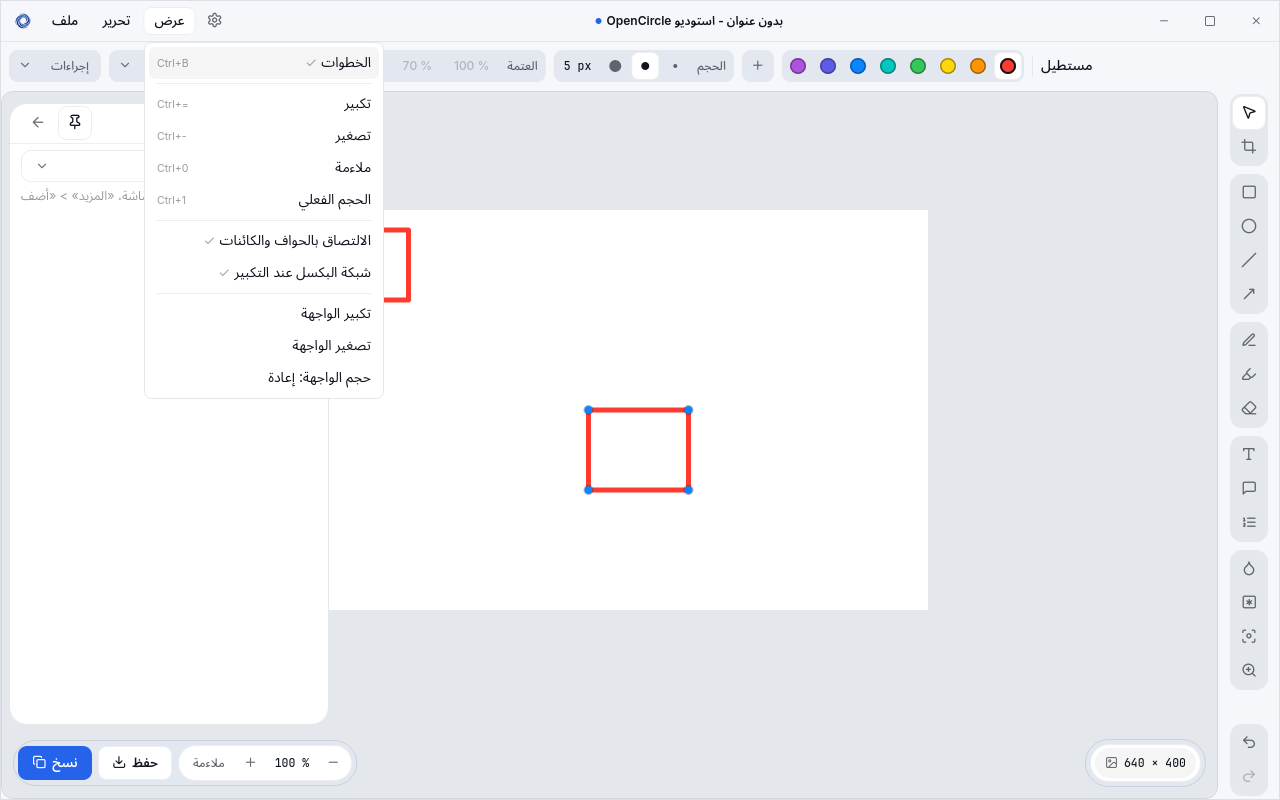 ملف
تحرير
عرض
بدون عنوان - استوديو OpenCircle
مستطيل
الحجم
5 px
العتمة
100 %
70 %
إجراءات
الخطوات
Ctrl+B
تكبير
Ctrl+=
تصغير
Ctrl+-
ملاءمة
Ctrl+0
الحجم الفعلي
Ctrl+1
الالتصاق بالحواف والكائنات
شبكة البكسل عند التكبير
تكبير الواجهة
تصغير الواجهة
حجم الواجهة: إعادة
«المزيد» > «أضف
640 × 400
100 %
ملاءمة
حفظ
نسخ